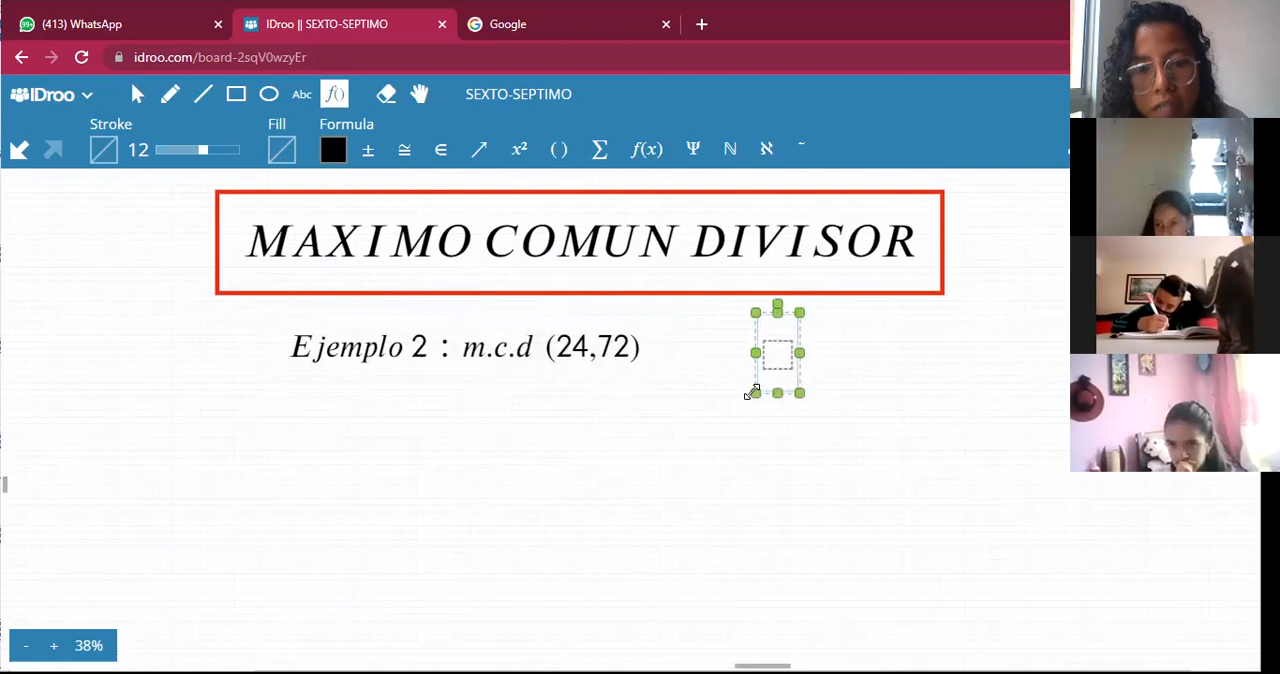 (413) WhatsApp
IDroo || SEXTO-SEPTIMO
Google
idroo.com/board-2sqV0wzyEr
IDroo
Abc
f()
SEXTO-SEPTIMO
Stroke
Fill
Formula
12
± ≅ ∈ x² ( ) ∑ f(x) Ψ ℕ ℵ ~
MAXIMO COMUN DIVISOR
Ejemplo 2 : m.c.d (24,72)
- + 38%